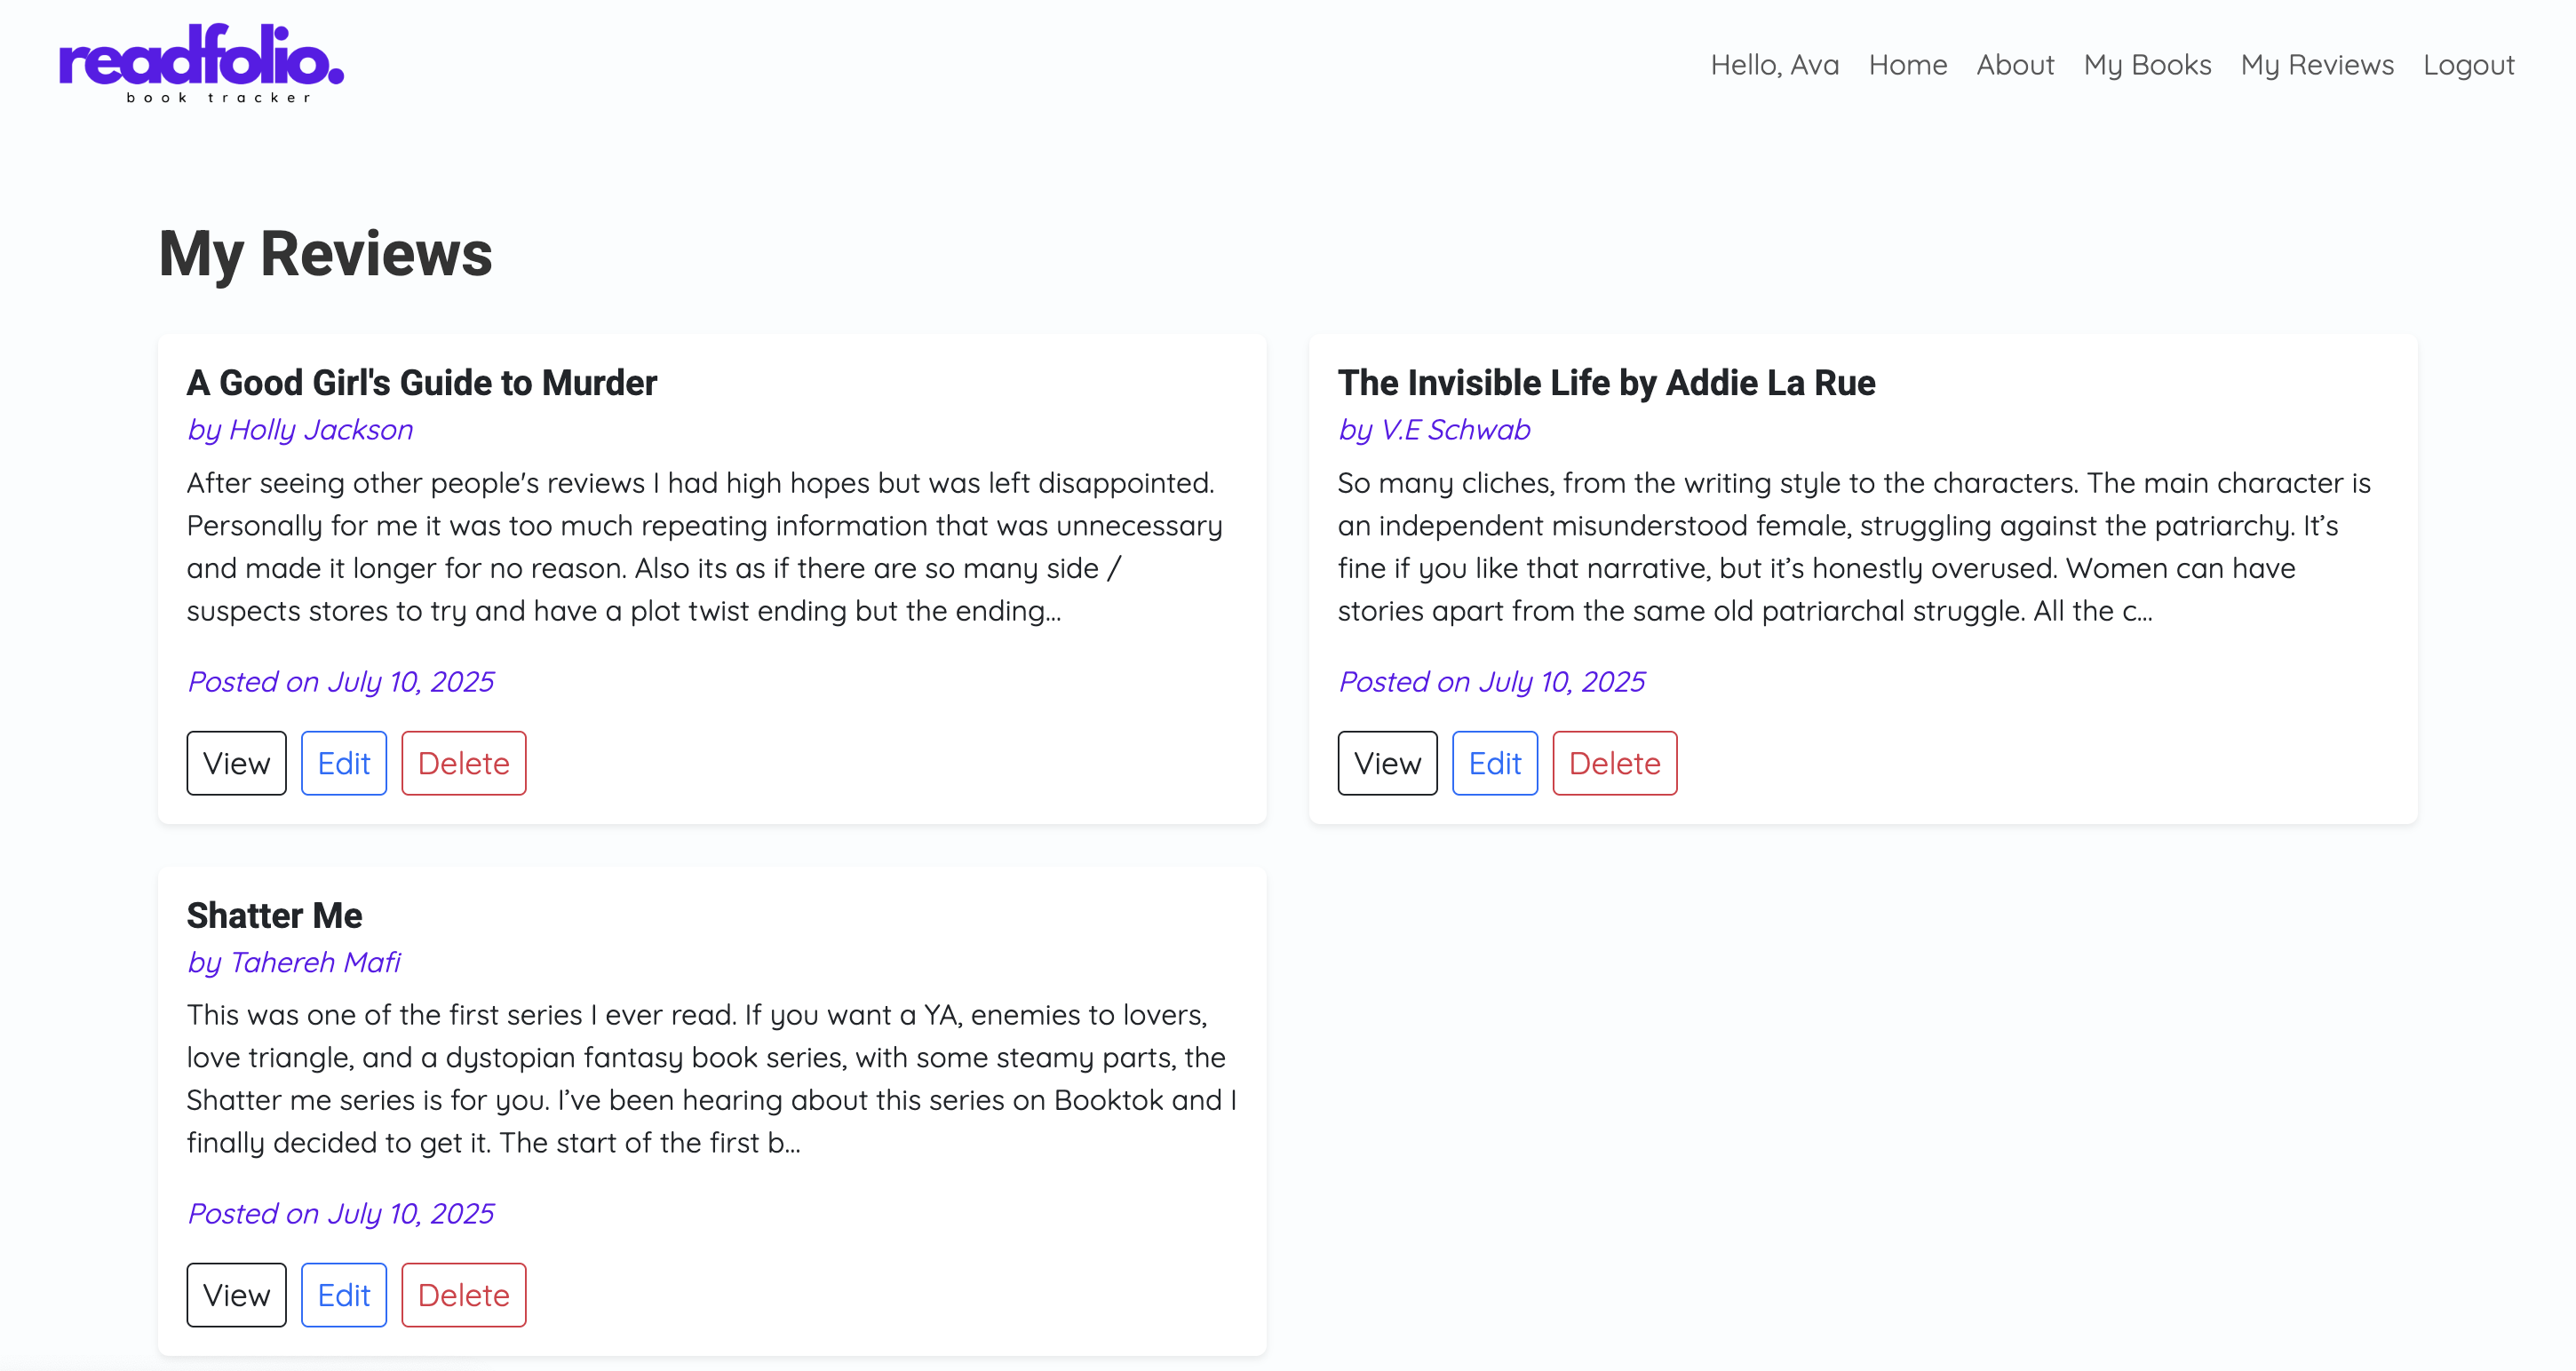 readfolio.
book tracker
Hello, Ava Home About My Books My Reviews Logout
My Reviews
A Good Girl's Guide to Murder
by Holly Jackson
After seeing other people's reviews I had high hopes but was left disappointed.
Personally for me it was too much repeating information that was unnecessary
and made it longer for no reason. Also its as if there are so many side /
suspects stores to try and have a plot twist ending but the ending...
Posted on July 10, 2025
View Edit Delete
The Invisible Life by Addie La Rue
by V.E Schwab
So many cliches, from the writing style to the characters. The main character is
an independent misunderstood female, struggling against the patriarchy. It’s
fine if you like that narrative, but it’s honestly overused. Women can have
stories apart from the same old patriarchal struggle. All the c...
Posted on July 10, 2025
View Edit Delete
Shatter Me
by Tahereh Mafi
This was one of the first series I ever read. If you want a YA, enemies to lovers,
love triangle, and a dystopian fantasy book series, with some steamy parts, the
Shatter me series is for you. I’ve been hearing about this series on Booktok and I
finally decided to get it. The start of the first b...
Posted on July 10, 2025
View Edit Delete